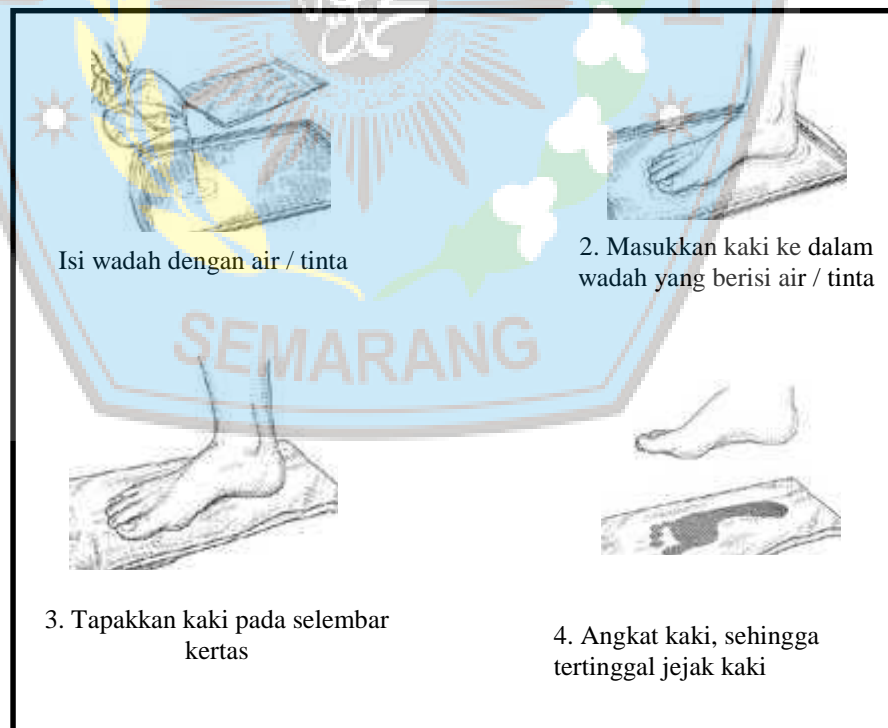 Isi wadah dengan air / tinta
2. Masukkan kaki ke dalam
wadah yang berisi air / tinta
SEMARANG
3. Tapakkan kaki pada selembar
kertas
4. Angkat kaki, sehingga
tertinggal jejak kaki